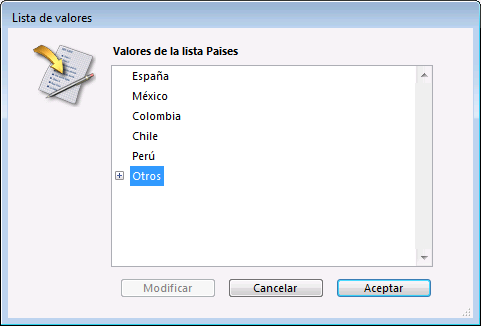 Lista de valores
Valores de la lista Paises
España
México
Colombia
Chile
Perú
Otros
Modificar Cancelar Aceptar